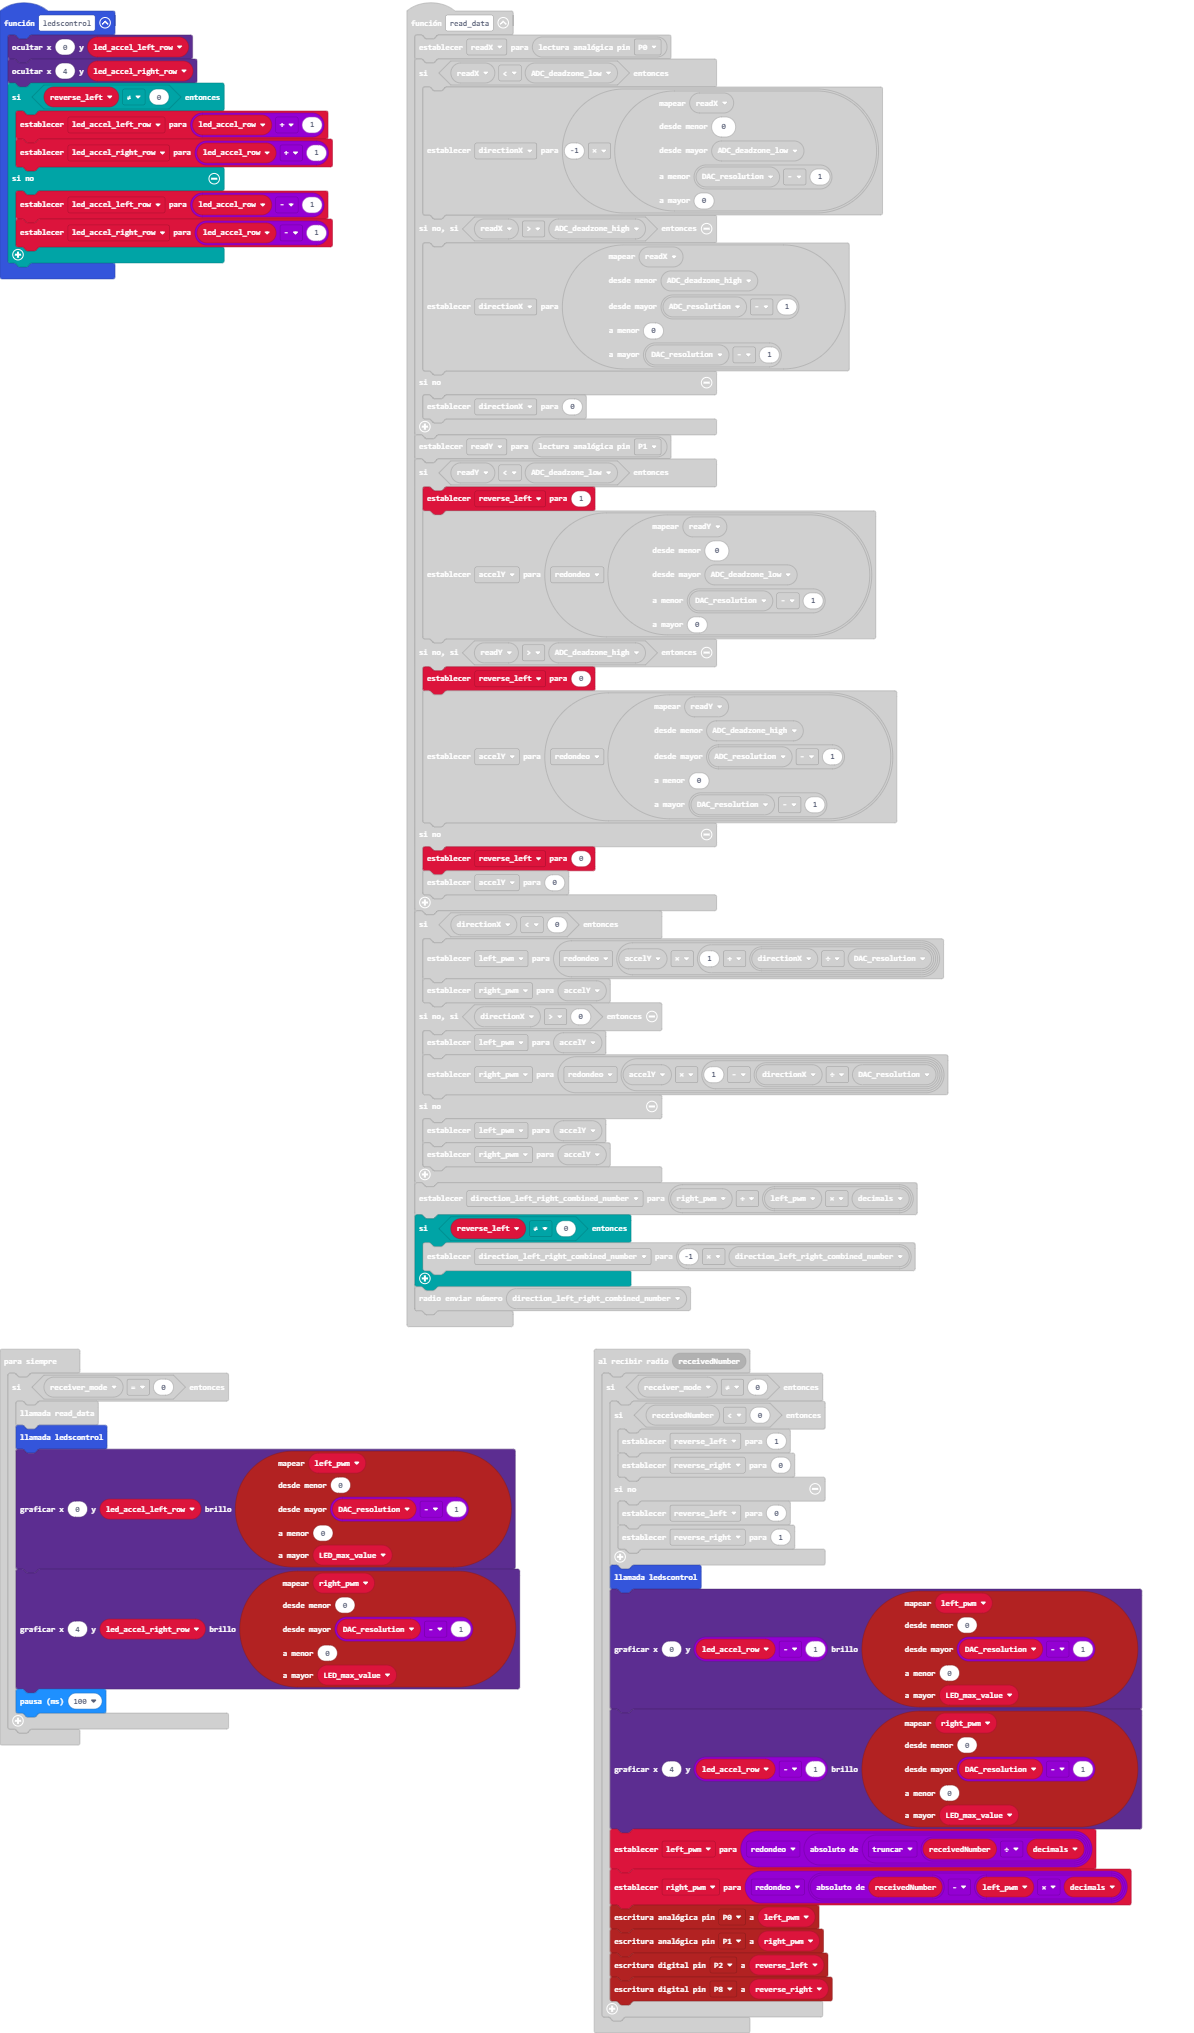 función ledscontrol
ocultar x 0 y led_accel_left_row
ocultar x 4 y led_accel_right_row
si reverse_left ≠ 0 entonces
establecer led_accel_left_row para led_accel_row + 1
establecer led_accel_right_row para led_accel_row + 1
si no
establecer led_accel_left_row para led_accel_row - 1
establecer led_accel_right_row para led_accel_row - 1
función read_data
establecer readX para lectura analógica pin P0
si readX < ADC_deadzone_low entonces
mapear readX
desde menor 0
establecer directionX para -1 × desde mayor ADC_deadzone_low
a menor DAC_resolution - 1
a mayor 0
si no, si readX > ADC_deadzone_high entonces
mapear readX
desde menor ADC_deadzone_high
establecer directionX para desde mayor ADC_resolution - 1
a menor 0
a mayor DAC_resolution - 1
si no
establecer directionX para 0
establecer readY para lectura analógica pin P1
si readY < ADC_deadzone_low entonces
establecer reverse_left para 1
mapear readY
desde menor 0
establecer accelY para redondeo desde mayor ADC_deadzone_low
a menor DAC_resolution - 1
a mayor 0
si no, si readY > ADC_deadzone_high entonces
establecer reverse_left para 0
mapear readY
desde menor ADC_deadzone_high
establecer accelY para redondeo desde mayor ADC_resolution - 1
a menor 0
a mayor DAC_resolution - 1
si no
establecer reverse_left para 0
establecer accelY para 0
si directionX < 0 entonces
establecer left_pwm para redondeo accelY × 1 + directionX ÷ DAC_resolution
establecer right_pwm para accelY
si no, si directionX > 0 entonces
establecer left_pwm para accelY
establecer right_pwm para redondeo accelY × 1 - directionX ÷ DAC_resolution
si no
establecer left_pwm para accelY
establecer right_pwm para accelY
establecer direction_left_right_combined_number para right_pwm + left_pwm × decimals
si reverse_left ≠ 0 entonces
establecer direction_left_right_combined_number para -1 × direction_left_right_combined_number
radio enviar número direction_left_right_combined_number
para siempre
si receiver_mode = 0 entonces
llamada read_data
llamada ledscontrol
mapear left_pwm
desde menor 0
graficar x 0 y led_accel_left_row brillo desde mayor DAC_resolution - 1
a menor 0
a mayor LED_max_value
mapear right_pwm
desde menor 0
graficar x 4 y led_accel_right_row brillo desde mayor DAC_resolution - 1
a menor 0
a mayor LED_max_value
pausa (ms) 100
al recibir radio receivedNumber
si receiver_mode ≠ 0 entonces
si receivedNumber < 0 entonces
establecer reverse_left para 1
establecer reverse_right para 0
si no
establecer reverse_left para 0
establecer reverse_right para 1
llamada ledscontrol
mapear left_pwm
desde menor 0
graficar x 0 y led_accel_row - 1 brillo desde mayor DAC_resolution - 1
a menor 0
a mayor LED_max_value
mapear right_pwm
desde menor 0
graficar x 4 y led_accel_row - 1 brillo desde mayor DAC_resolution - 1
a menor 0
a mayor LED_max_value
establecer left_pwm para redondeo absoluto de truncar receivedNumber ÷ decimals
establecer right_pwm para redondeo absoluto de receivedNumber - left_pwm × decimals
escritura analógica pin P0 a left_pwm
escritura analógica pin P1 a right_pwm
escritura digital pin P2 a reverse_left
escritura digital pin P8 a reverse_right